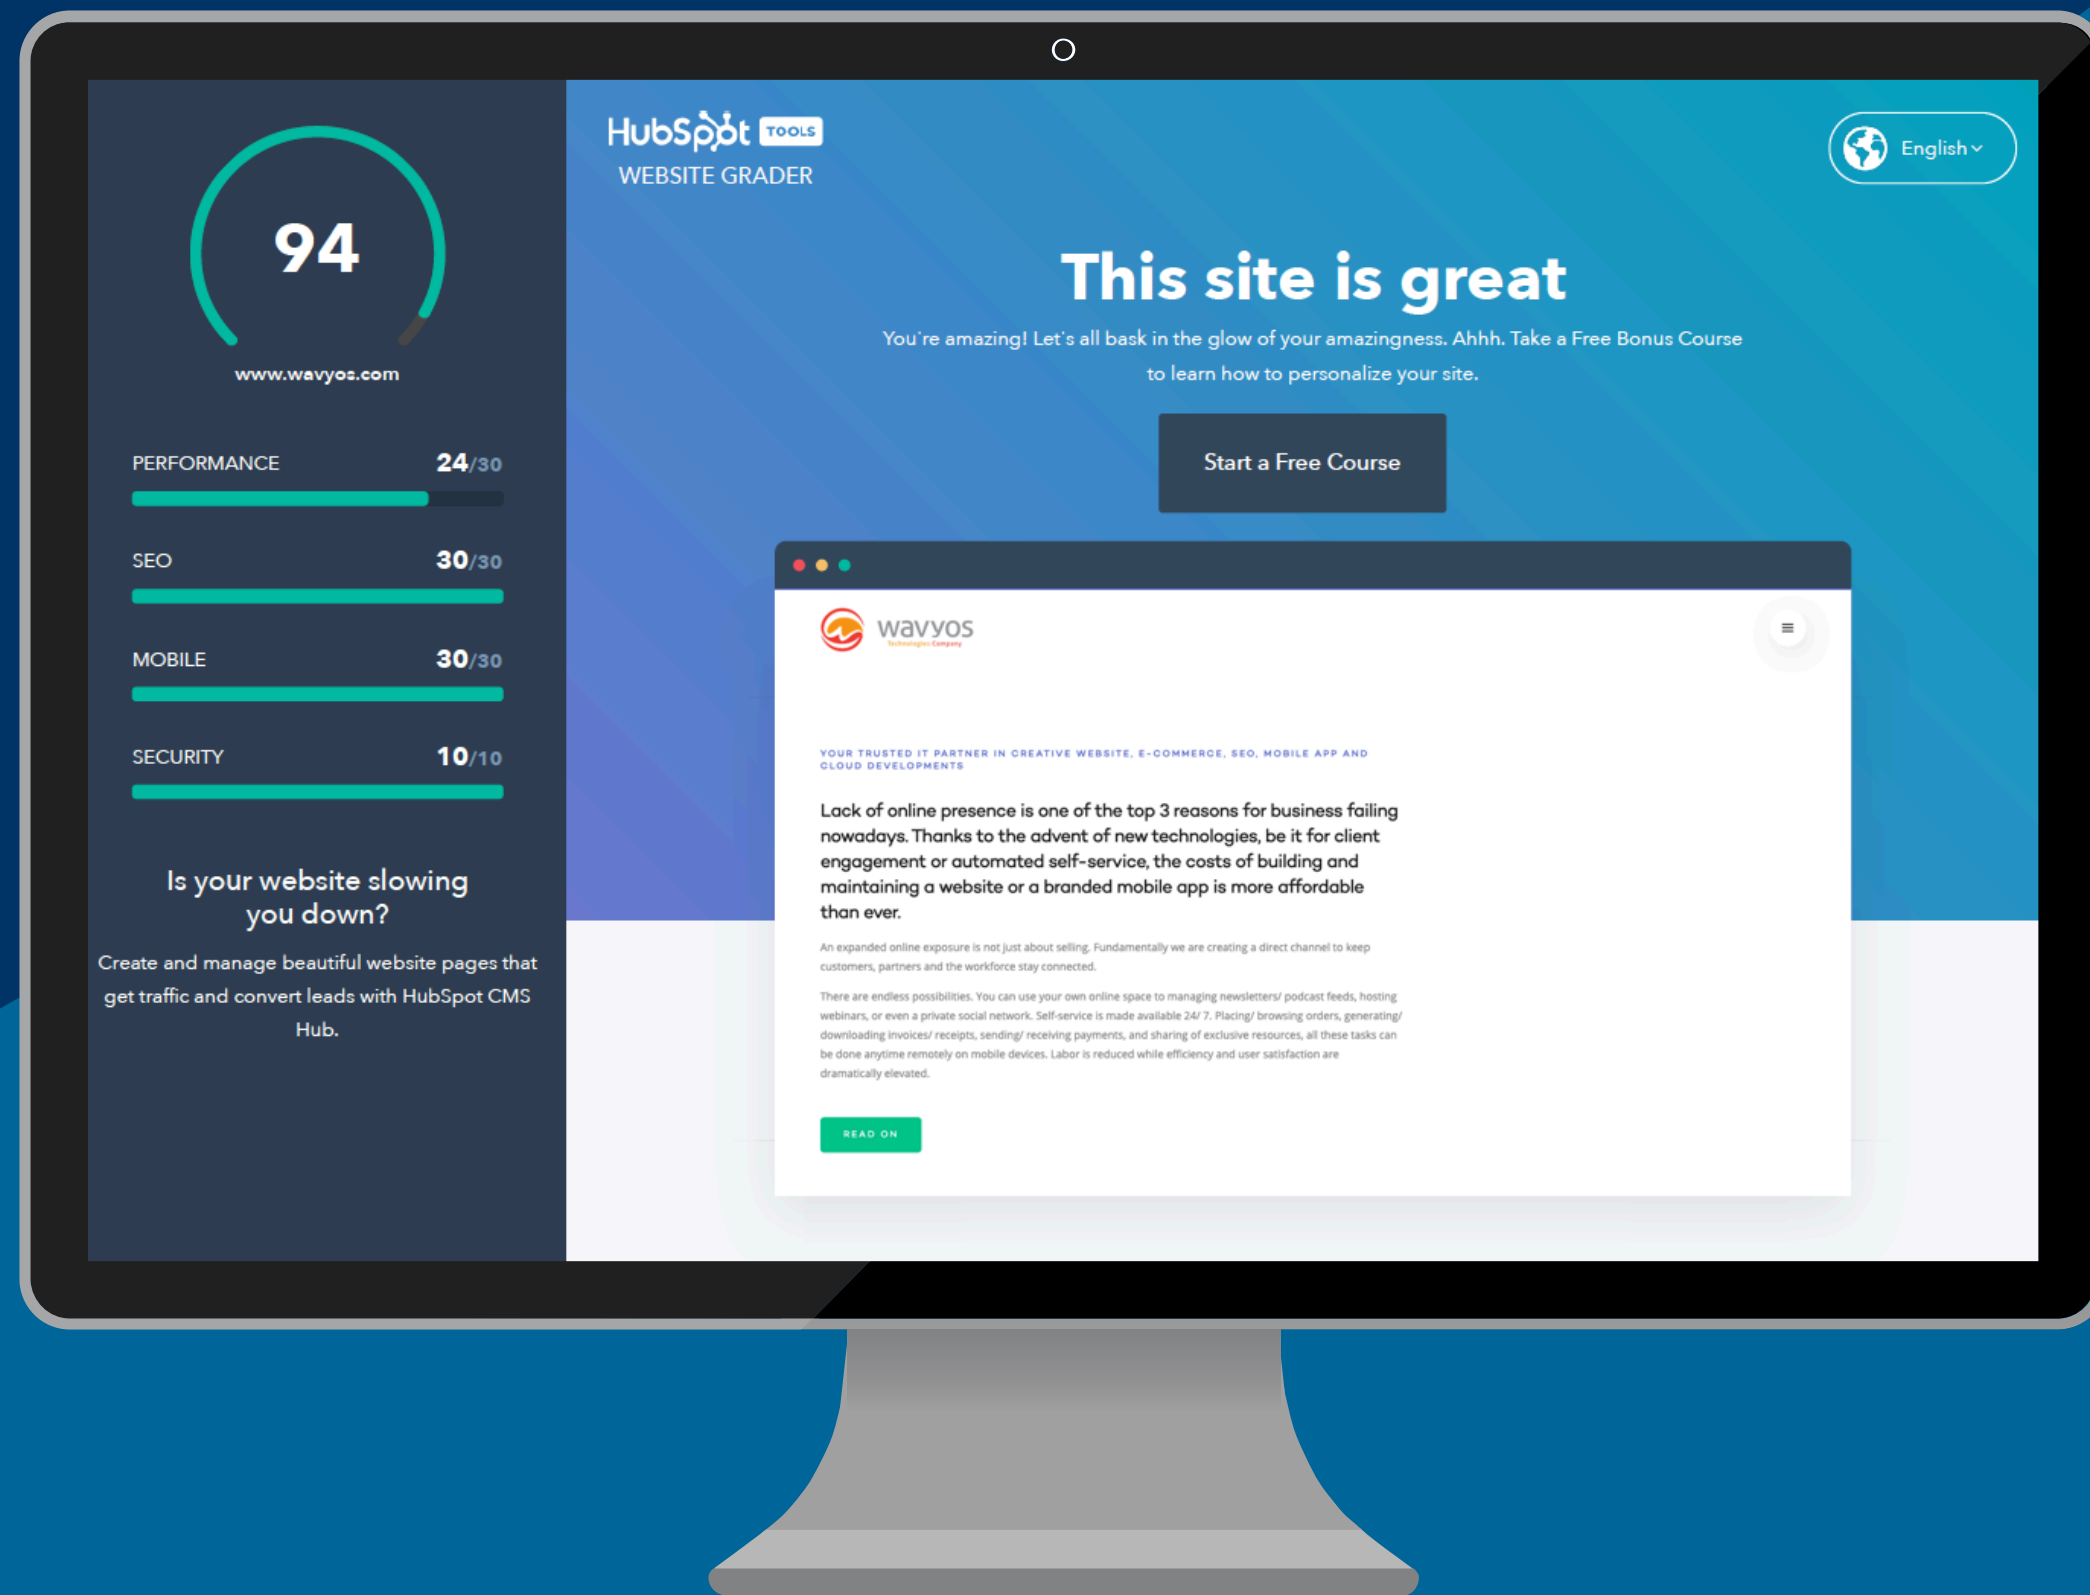 94
www.wavyos.com
PERFORMANCE 24/30
SEO 30/30
MOBILE 30/30
SECURITY 10/10
Is your website slowing
you down?
Create and manage beautiful website pages that
get traffic and convert leads with HubSpot CMS
Hub.
HubSpot TOOLS
WEBSITE GRADER
English
This site is great
You're amazing! Let's all bask in the glow of your amazingness. Ahhh. Take a Free Bonus Course
to learn how to personalize your site.
Start a Free Course
wavyos
Technologies Company
YOUR TRUSTED IT PARTNER IN CREATIVE WEBSITE, E-COMMERCE, SEO, MOBILE APP AND
CLOUD DEVELOPMENTS
Lack of online presence is one of the top 3 reasons for business failing
nowadays. Thanks to the advent of new technologies, be it for client
engagement or automated self-service, the costs of building and
maintaining a website or a branded mobile app is more affordable
than ever.
An expanded online exposure is not just about selling. Fundamentally we are creating a direct channel to keep
customers, partners and the workforce stay connected.
There are endless possibilities. You can use your own online space to managing newsletters/ podcast feeds, hosting
webinars, or even a private social network. Self-service is made available 24/ 7. Placing/ browsing orders, generating/
downloading invoices/ receipts, sending/ receiving payments, and sharing of exclusive resources, all these tasks can
be done anytime remotely on mobile devices. Labor is reduced while efficiency and user satisfaction are
dramatically elevated.
READ ON